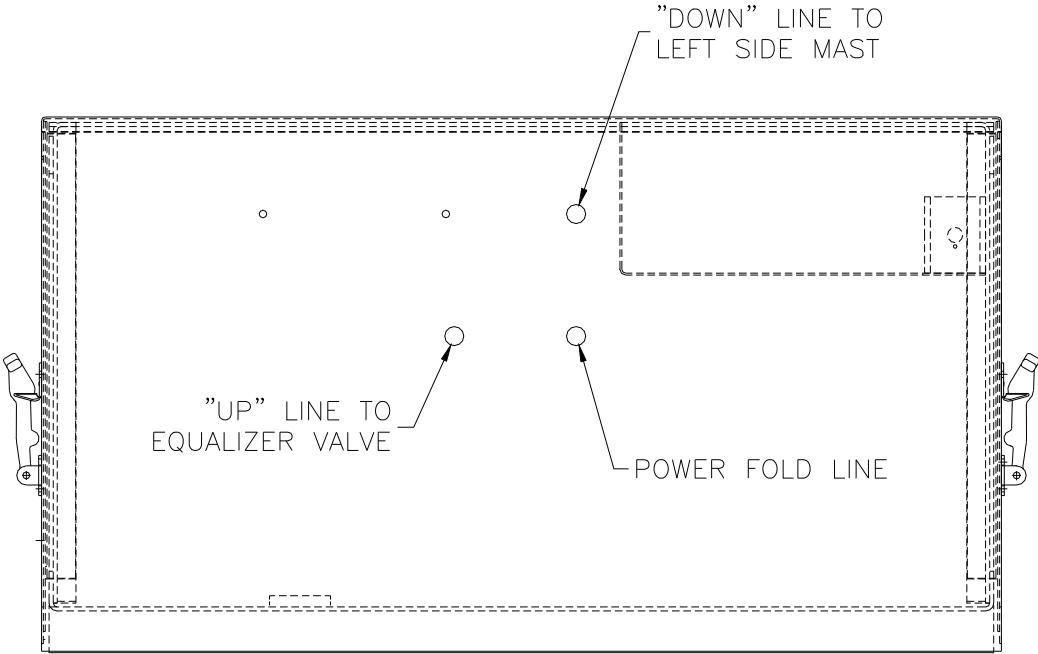 ”DOWN” LINE TO
LEFT SIDE MAST
”UP” LINE TO
EQUALIZER VALVE
POWER FOLD LINE